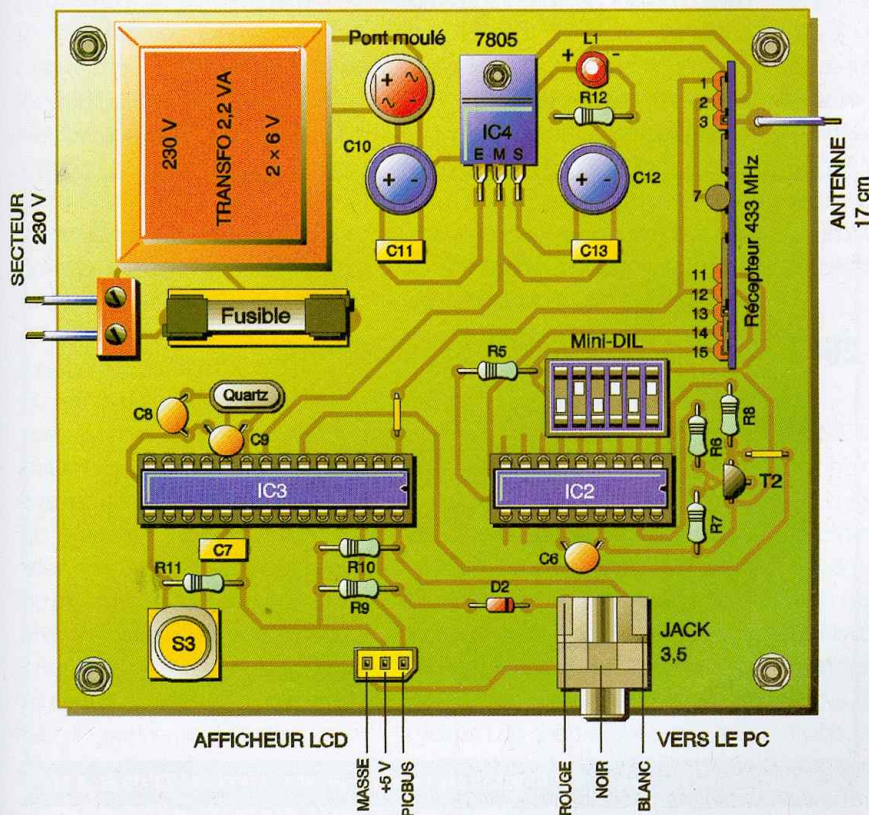 Pont moulé
7805
L1
+ -
R12
230 V
TRANSFO 2,2 VA
2 × 6 V
+
~ ~
-
C10
IC4
E M S
C12
+ -
+ -
C11
C13
1
2
3
7
11
12
13
14
15
Récepteur 433 MHz
ANTENNE
17 cm
SECTEUR
230 V
Fusible
Mini-DIL
R5
Quartz
C8
C9
R8
R6
T2
IC3
IC2
R7
C7
C6
R11
R10
R9
D2
S3
JACK
3,5
AFFICHEUR LCD
VERS LE PC
MASSE
+5 V
PICBUS
ROUGE
NOIR
BLANC